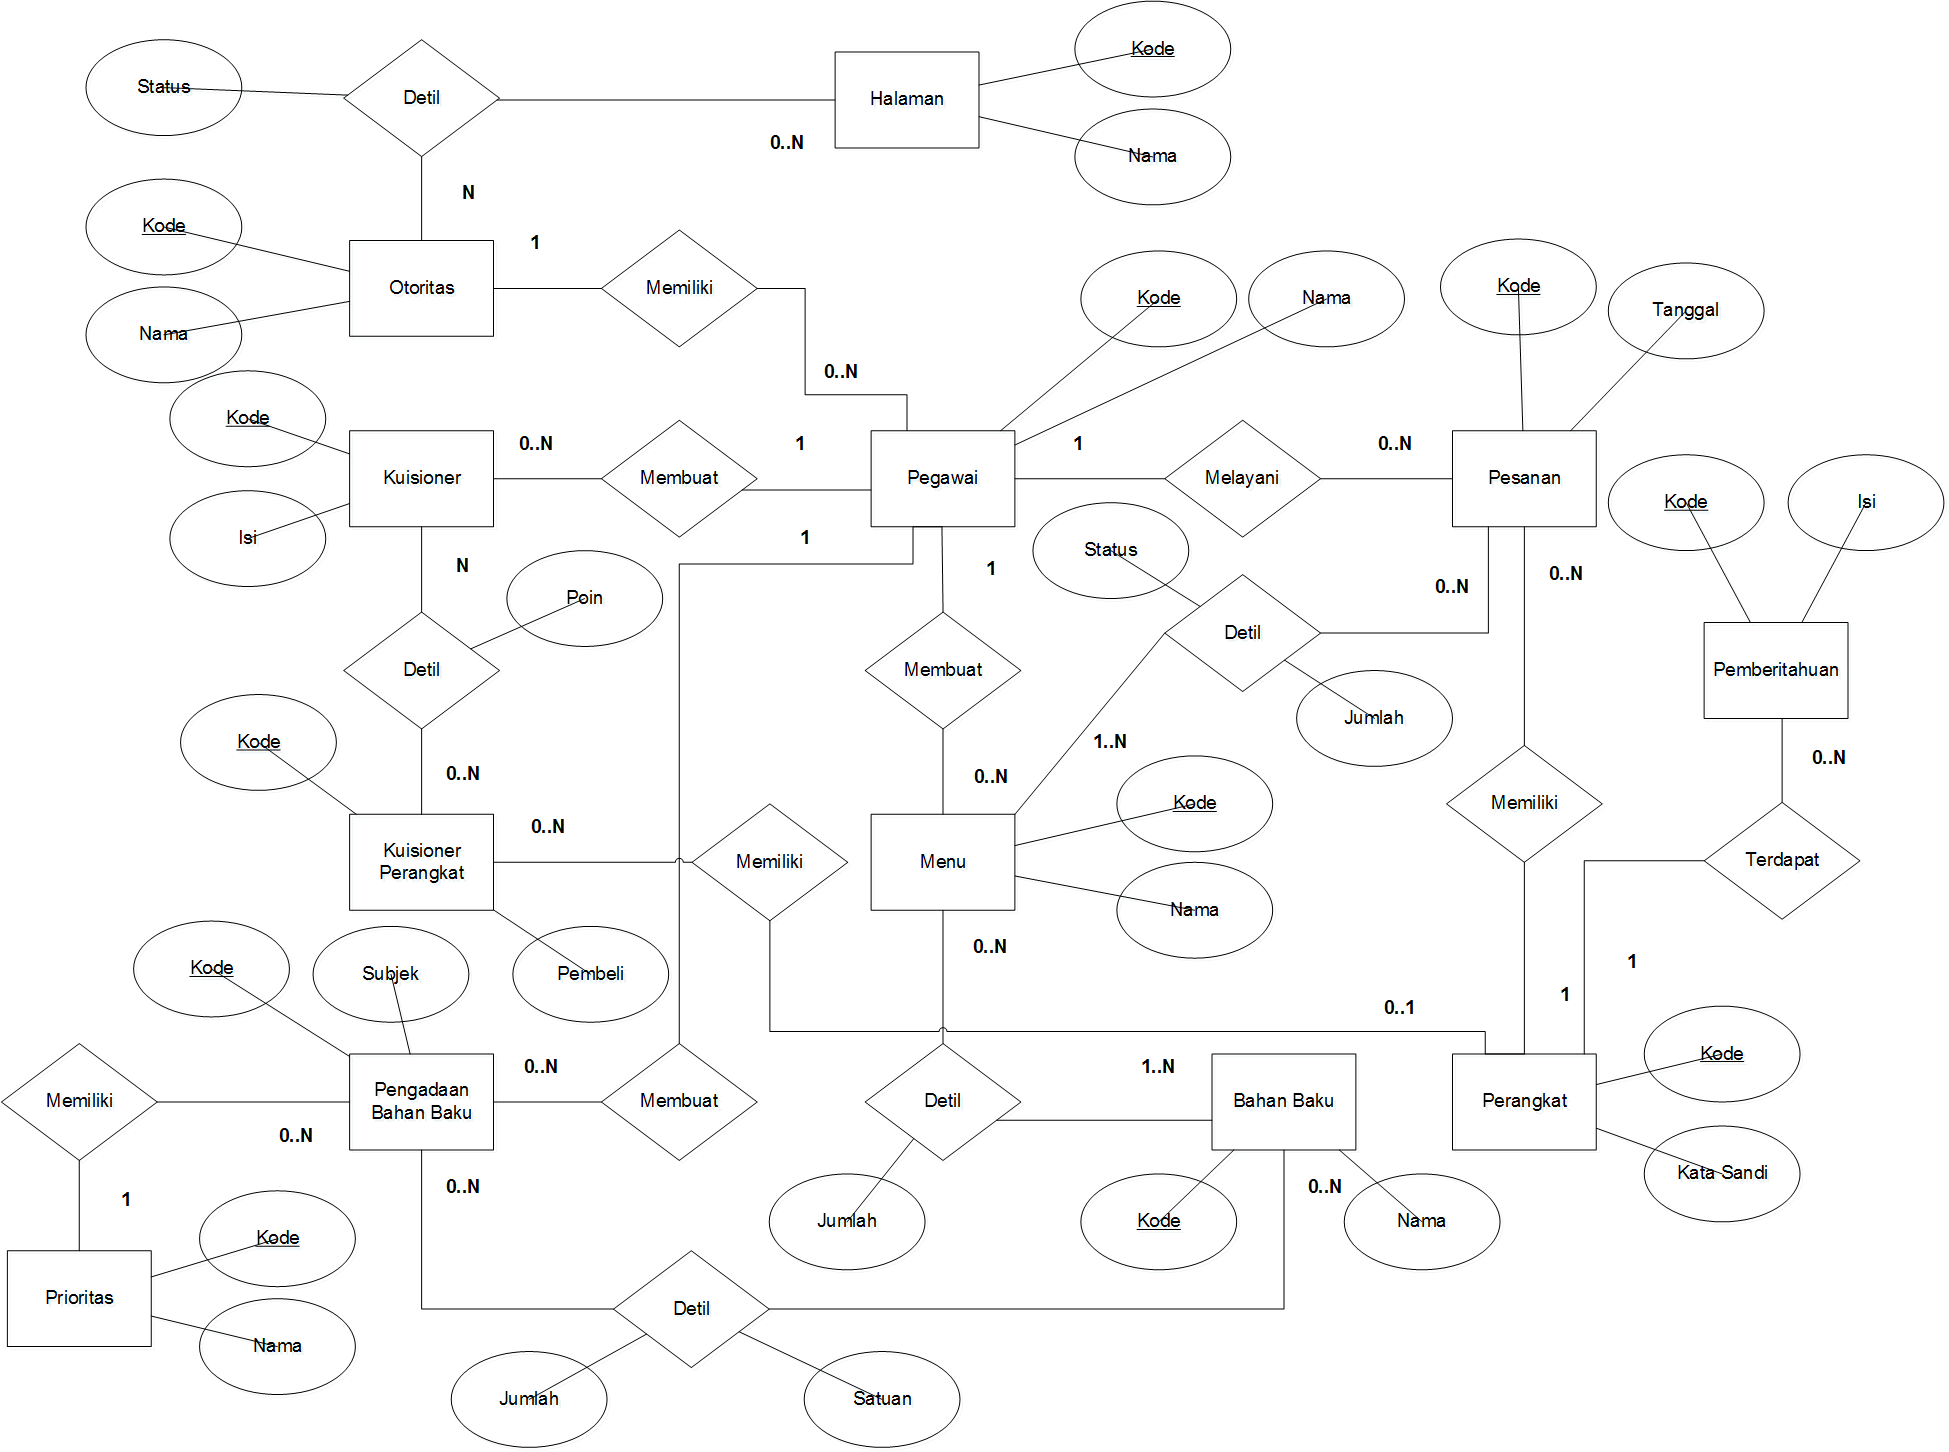 Kode
Status
Detil
Halaman
0..N
Nama
N
Kode
1
Otoritas
Memiliki
Kode
Nama
Kode
Tanggal
Nama
0..N
Kode
0..N
1
1
0..N
Kuisioner
Membuat
Pegawai
Melayani
Pesanan
Kode
Isi
Isi
1
Status
N
1
0..N
0..N
Poin
Detil
Detil
Membuat
Pemberitahuan
Jumlah
Kode
1..N
0..N
0..N
0..N
Kode
Memiliki
0..N
Kuisioner
Perangkat
Memiliki
Menu
Terdapat
Nama
0..N
Kode
Subjek
Pembeli
1
1
0..1
Kode
0..N
1..N
Memiliki
Pengadaan
Bahan Baku
Membuat
Detil
Bahan Baku
Perangkat
0..N
Kata Sandi
1
0..N
0..N
Jumlah
Kode
Nama
Kode
Prioritas
Detil
Nama
Jumlah
Satuan